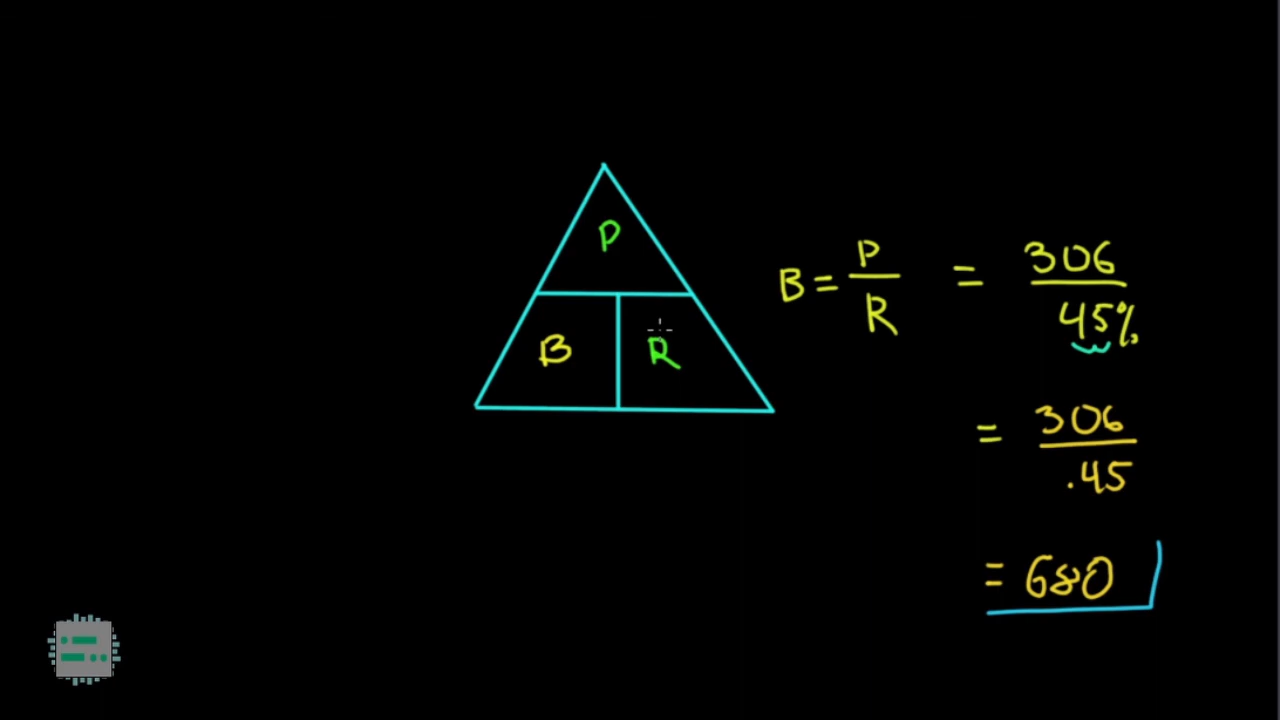 P
B R
B = P/R = 306/45%
= 306/.45
= 680